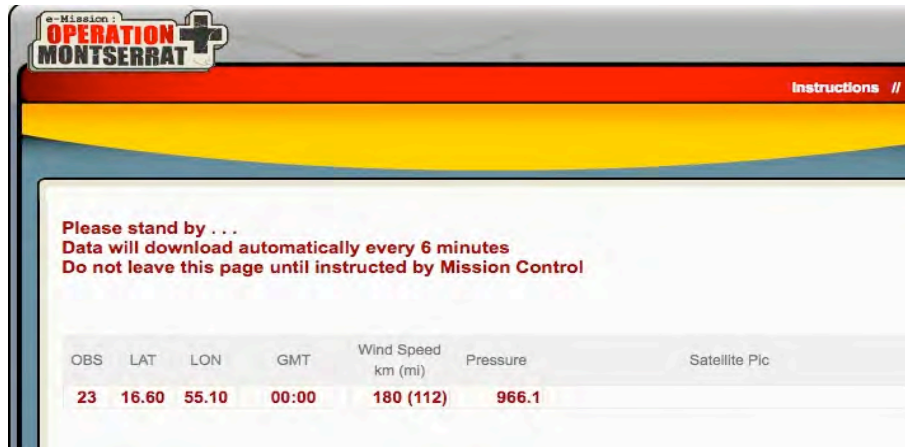 e-Mission :
OPERATION
MONTSERRAT
Instructions //
Please stand by . . .
Data will download automatically every 6 minutes
Do not leave this page until instructed by Mission Control
OBS LAT LON GMT Wind Speed km (mi) Pressure Satellite Pic
23 16.60 55.10 00:00 180 (112) 966.1